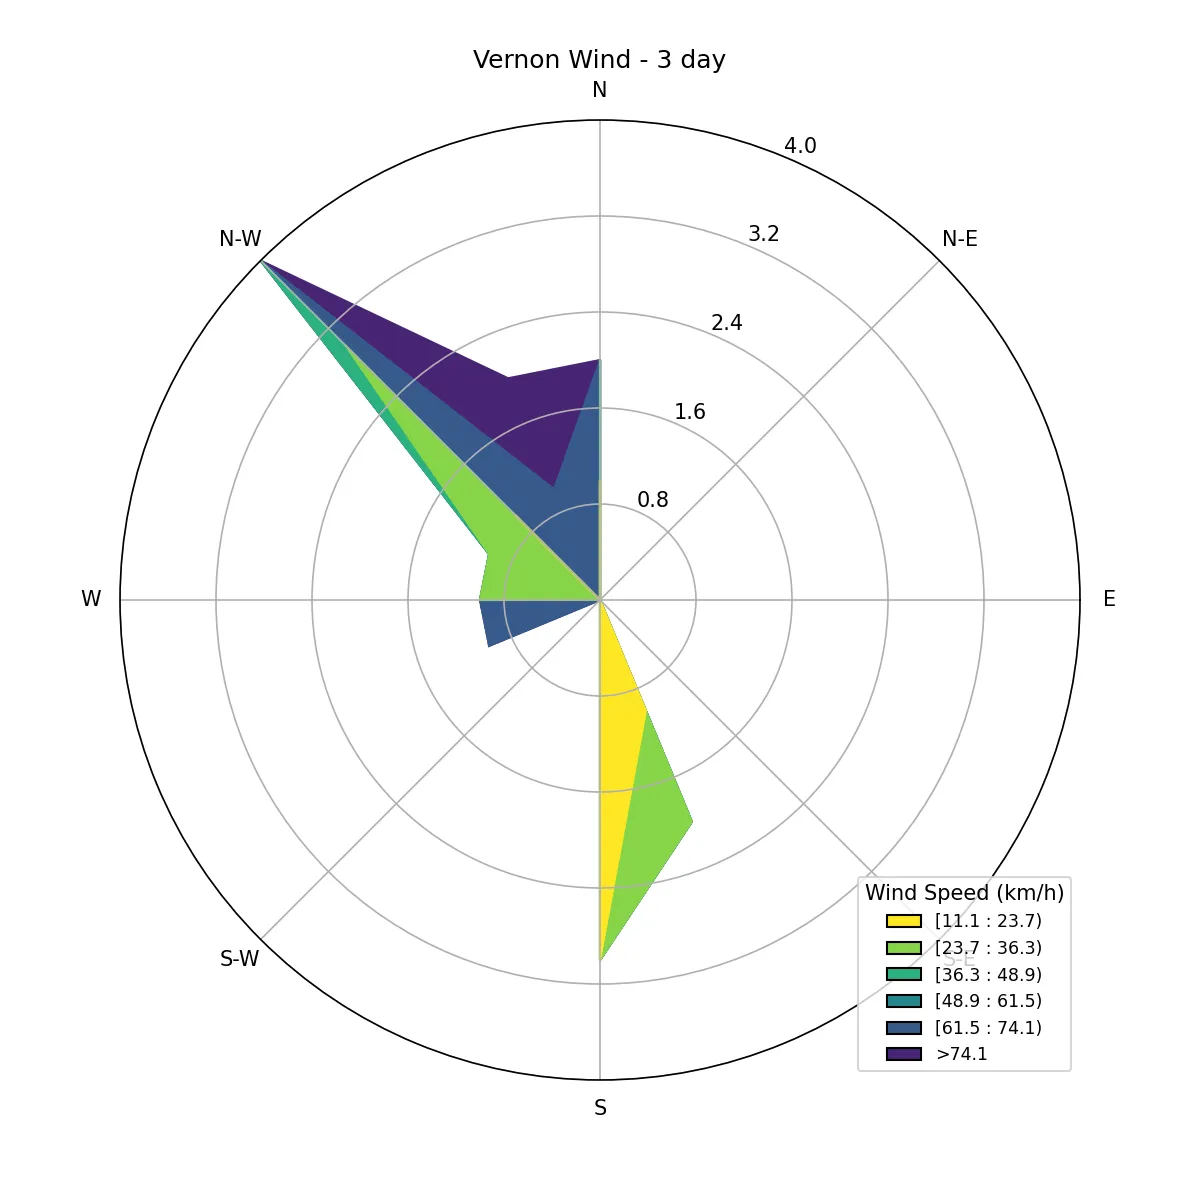 Vernon Wind - 3 day
N
4.0
N-W
N-E
3.2
2.4
1.6
0.8
W
E
S-W
S-E
S
Wind Speed (km/h)
[11.1 : 23.7)
[23.7 : 36.3)
[36.3 : 48.9)
[48.9 : 61.5)
[61.5 : 74.1)
>74.1